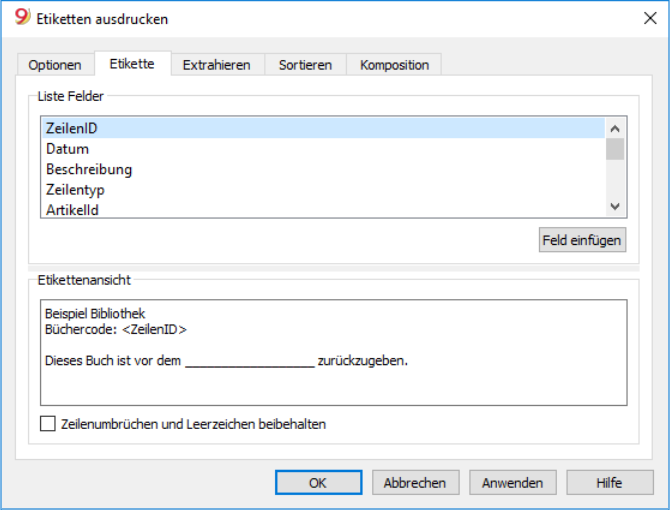 9 Etiketten ausdrucken
Optionen Etikette Extrahieren Sortieren Komposition
Liste Felder
ZeilenID
Datum
Beschreibung
Zeilentyp
ArtikelId
Feld einfügen
Etikettenansicht
Beispiel Bibliothek
Büchercode: <ZeilenID>
Dieses Buch ist vor dem ___________________ zurückzugeben.
Zeilenumbrüchen und Leerzeichen beibehalten
OK Abbrechen Anwenden Hilfe